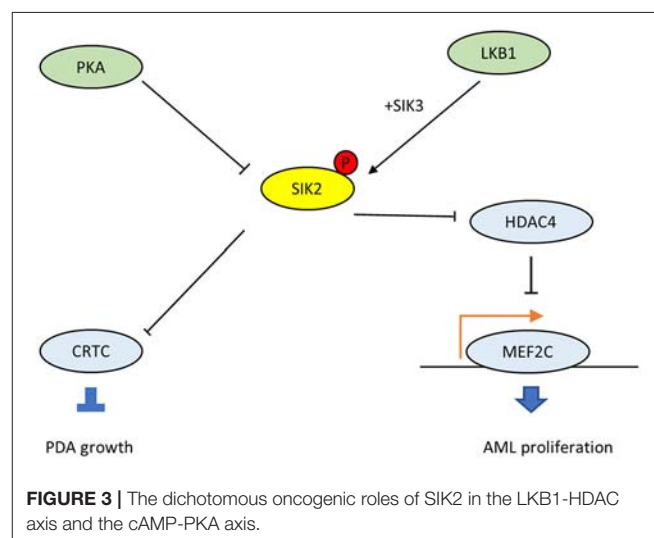 PKA
LKB1
+SIK3
P
SIK2
HDAC4
CRTC
MEF2C
PDA growth
AML proliferation
FIGURE 3 | The dichotomous oncogenic roles of SIK2 in the LKB1-HDAC
axis and the cAMP-PKA axis.